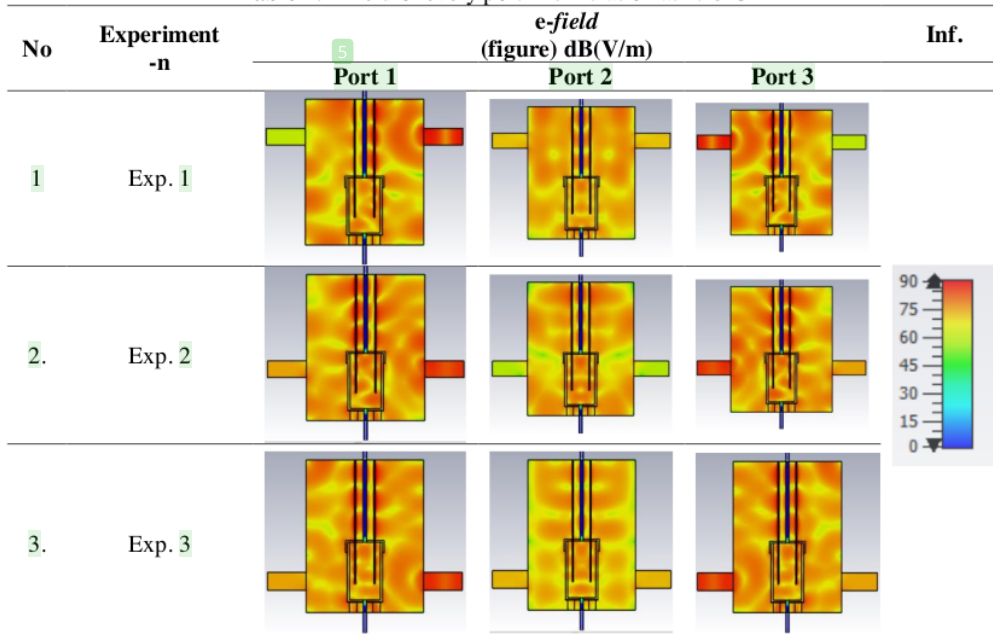 No
Experiment
-n
e-field
(figure) dB(V/m)
Inf.
5
Port 1
Port 2
Port 3
1
Exp. 1
2.
Exp. 2
90
75
60
45
30
15
0
3.
Exp. 3